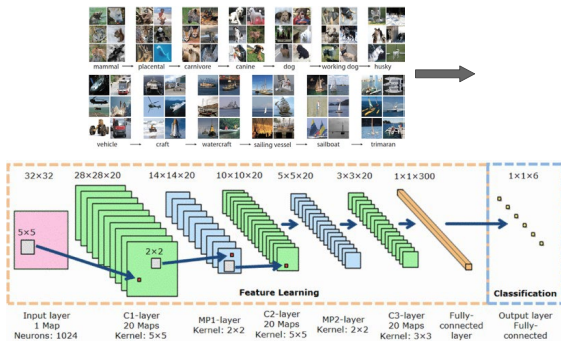 mammal → placental → carnivore → canine → dog → working dog → husky
vehicle → craft → watercraft → sailing vessel → sailboat → trimaran
32×32 28×28×20 14×14×20 10×10×20 5×5×20 3×3×20 1×1×300 1×1×6
5×5
2×2
Feature Learning Classification
Input layer C1-layer MP1-layer C2-layer MP2-layer C3-layer Fully- Output layer
1 Map 20 Maps Kernel: 2×2 20 Maps Kernel: 2×2 20 Maps connected Fully-
Neurons: 1024 Kernel: 5×5 Kernel: 5×5 Kernel: 3×3 layer connected